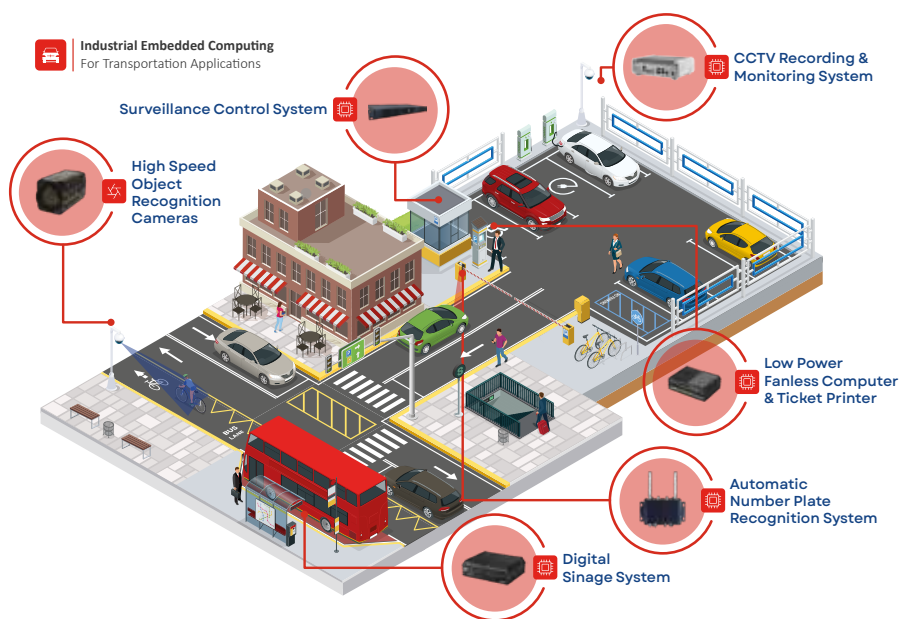 Industrial Embedded Computing
For Transportation Applications
CCTV Recording &
Monitoring System
Surveillance Control System
High Speed
Object
Recognition
Cameras
BUS
LANE
Low Power
Fanless Computer
& Ticket Printer
Automatic
Number Plate
Recognition System
Digital
Sinage System